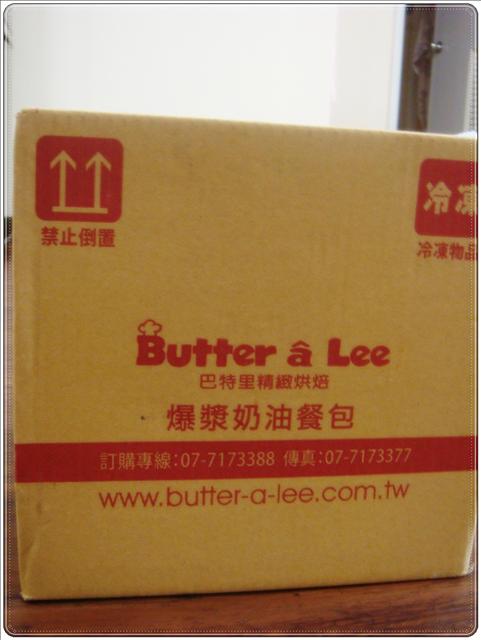 禁止倒置
冷凍
冷凍物品
Butter â Lee
巴特里精緻烘焙
爆漿奶油餐包
訂購專線:07-7173388 傳真:07-7173377
www.butter-a-lee.com.tw